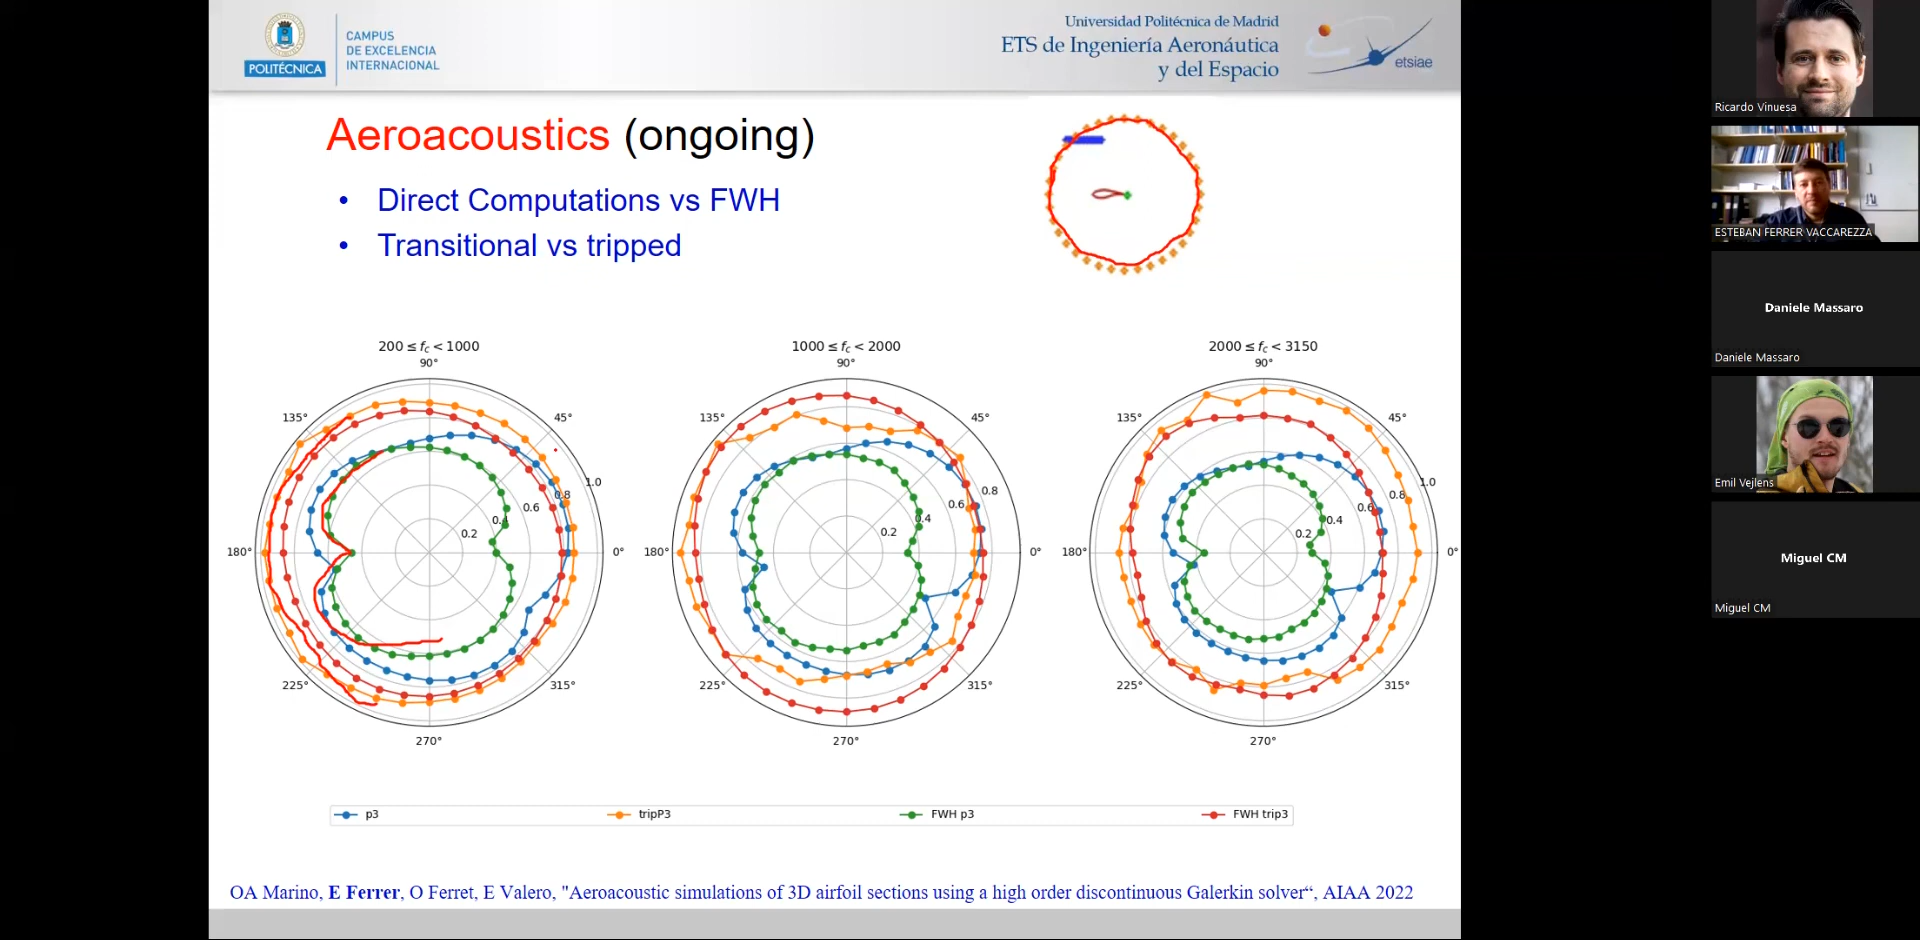 POLITÉCNICA
CAMPUS
DE EXCELENCIA
INTERNACIONAL
Universidad Politécnica de Madrid
ETS de Ingeniería Aeronáutica
y del Espacio
etsiae
Aeroacoustics (ongoing)
• Direct Computations vs FWH
• Transitional vs tripped
200 ≤ f_c < 1000
90°
135°
45°
1.0
0.8
0.6
0.4
0.2
180°
0°
225°
315°
270°
1000 ≤ f_c < 2000
90°
135°
45°
0.8
0.6
0.4
0.2
180°
0°
225°
315°
270°
2000 ≤ f_c < 3150
90°
135°
45°
1.0
0.8
0.6
0.4
0.2
180°
0°
225°
315°
270°
p3 tripP3 FWH p3 FWH trip3
OA Marino, E Ferrer, O Ferret, E Valero, "Aeroacoustic simulations of 3D airfoil sections using a high order discontinuous Galerkin solver“, AIAA 2022
Ricardo Vinuesa
ESTEBAN FERRER VACCAREZZA
Daniele Massaro
Daniele Massaro
Emil Vejlens
Miguel CM
Miguel CM